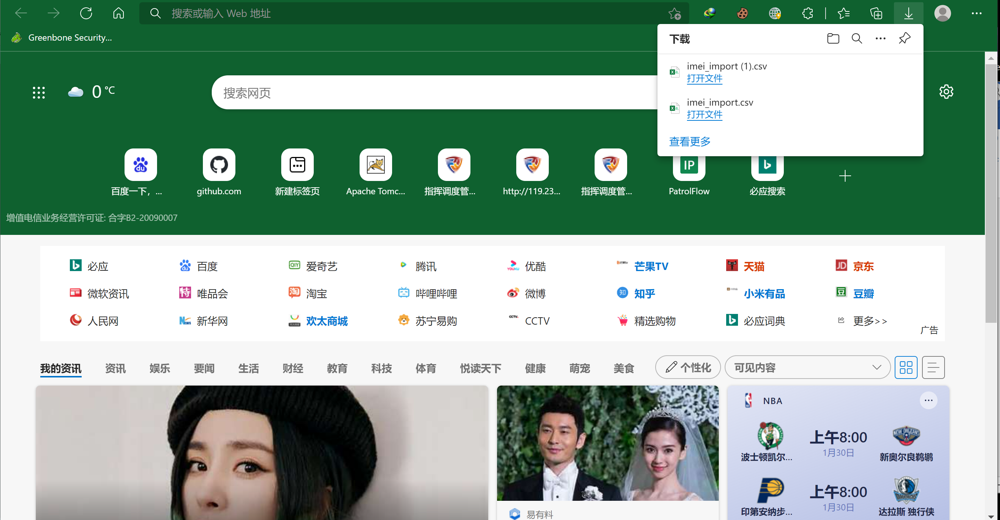 搜索或输入 Web 地址
Greenbone Security...
下载
imei_import (1).csv
打开文件
imei_import.csv
打开文件
查看更多
0 °C
搜索网页
百度一下，...
github.com
新建标签页
Apache Tomc...
指挥调度管...
http://119.23...
指挥调度管...
IP
PatrolFlow
必应搜索
增值电信业务经营许可证: 合字B2-20090007
必应
百度
爱奇艺
腾讯
优酷
芒果TV
天猫
京东
微软资讯
唯品会
淘宝
哔哩哔哩
微博
知乎
小米有品
豆瓣
人民网
新华网
欢太商城
苏宁易购
CCTV
精选购物
必应词典
更多>>
广告
我的资讯
资讯
娱乐
要闻
生活
财经
教育
科技
体育
悦读天下
健康
萌宠
美食
个性化
可见内容
NBA
上午8:00
1月30日
波士顿凯尔...
新奥尔良鹈鹕
上午8:00
1月30日
印第安纳步...
达拉斯 独行侠
易有料